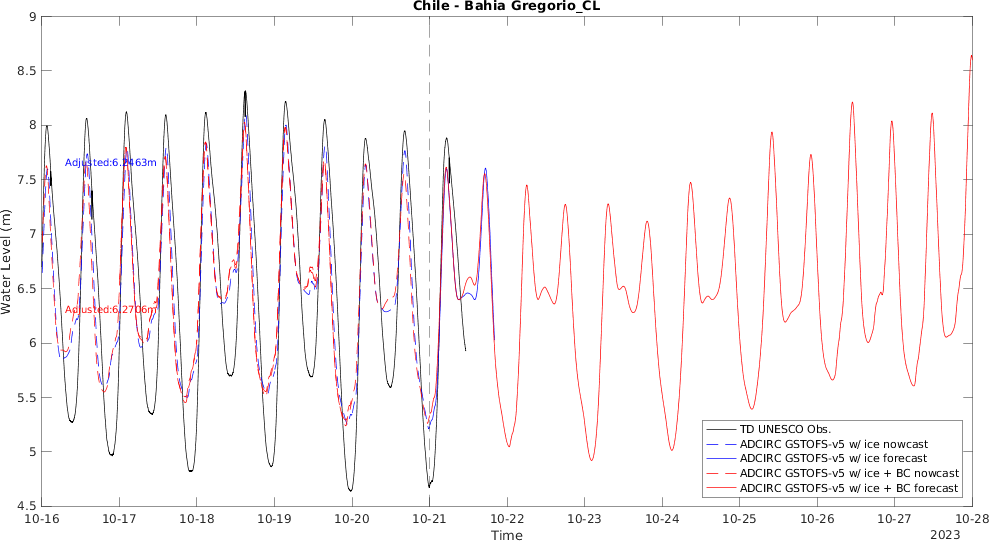 Chile - Bahia Gregorio_CL
9
8.5
8
7.5
7
6.5
6
5.5
5
4.5
Water Level (m)
Adjusted:6.2463m
Adjusted:6.2706m
TD UNESCO Obs.
ADCIRC GSTOFS-v5 w/ ice nowcast
ADCIRC GSTOFS-v5 w/ ice forecast
ADCIRC GSTOFS-v5 w/ ice + BC nowcast
ADCIRC GSTOFS-v5 w/ ice + BC forecast
10-16 10-17 10-18 10-19 10-20 10-21 10-22 10-23 10-24 10-25 10-26 10-27 10-28
Time
2023